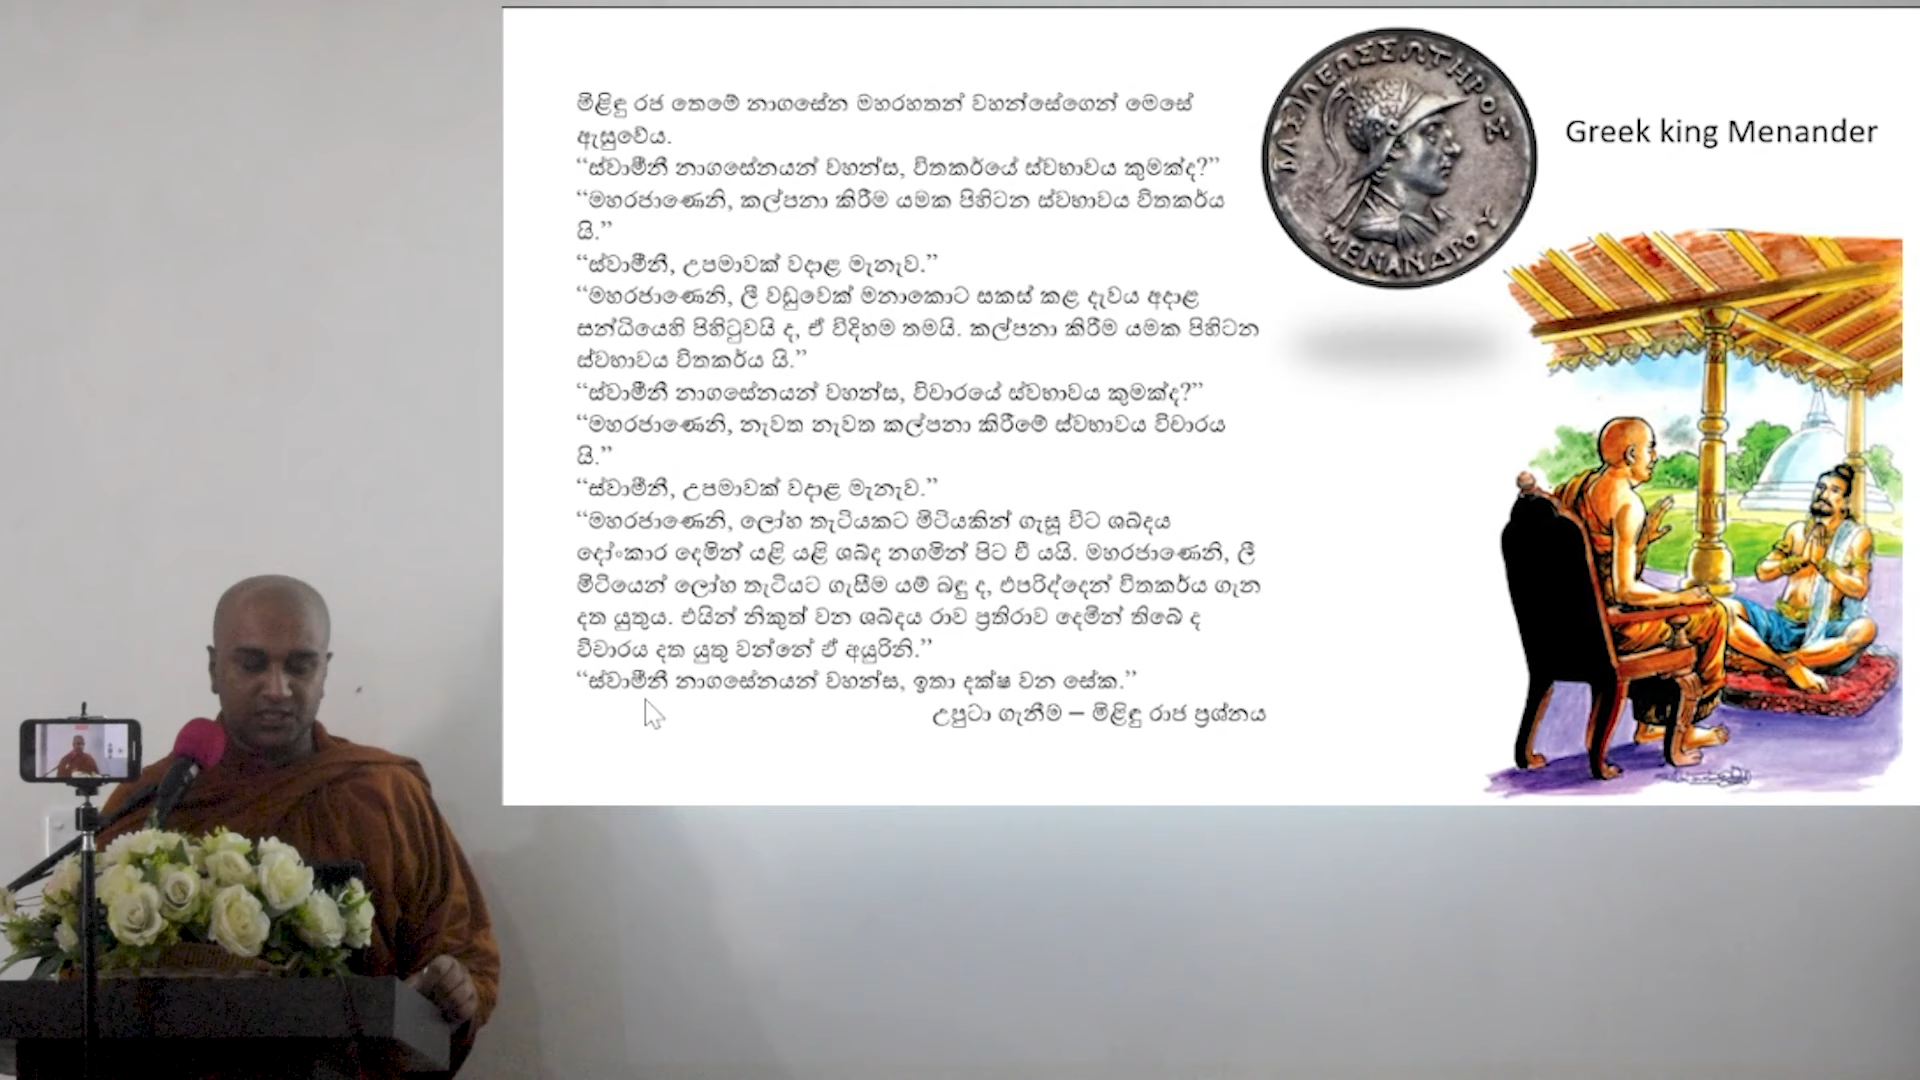 මිළිඳු රජ තෙමේ නාගසේන මහරහතන් වහන්සේගෙන් මෙසේ
ඇසුවේය.
“ස්වාමීනී නාගසේනයන් වහන්ස, විතකර්යේ ස්වභාවය කුමක්ද?”
“මහරජාණෙනි, කල්පනා කිරීම යමක පිහිටන ස්වභාවය විතකර්ය
යි.”
“ස්වාමීනී, උපමාවක් වදාළ මැනැව.”
“මහරජාණෙනි, ලී වඩුවෙක් මනාකොට සකස් කළ දැවය අදාළ
සන්ධියෙහි පිහිටුවයි ද, ඒ විදිහම තමයි. කල්පනා කිරීම යමක පිහිටන
ස්වභාවය විතකර්ය යි.”
“ස්වාමීනී නාගසේනයන් වහන්ස, විචාරයේ ස්වභාවය කුමක්ද?”
“මහරජාණෙනි, නැවත නැවත කල්පනා කිරීමේ ස්වභාවය විචාරය
යි.”
“ස්වාමීනී, උපමාවක් වදාළ මැනැව.”
“මහරජාණෙනි, ලෝහ තැටියකට මිටියකින් ගැසූ විට ශබ්දය
දෝංකාර දෙමින් යළි යළි ශබ්ද නගමින් පිට වී යයි. මහරජාණෙනි, ලී
මිටියෙන් ලෝහ තැටියට ගැසීම යම් බඳු ද, එපරිද්දෙන් විතකර්ය ගැන
දත යුතුය. එයින් නිකුත් වන ශබ්දය රාව ප්‍රතිරාව දෙමින් තිබේ ද
විචාරය දත යුතු වන්නේ ඒ අයුරිනි.”
“ස්වාමීනී නාගසේනයන් වහන්ස, ඉතා දක්ෂ වන සේක.”
උපුටා ගැනීම – මිළිඳු රාජ ප්‍රශ්නය
ΒΑΣΙΛΕΩΣ ΣΩΤΗΡΟΣ
ΜΕΝΑΝΔΡΟΥ
Greek king Menander